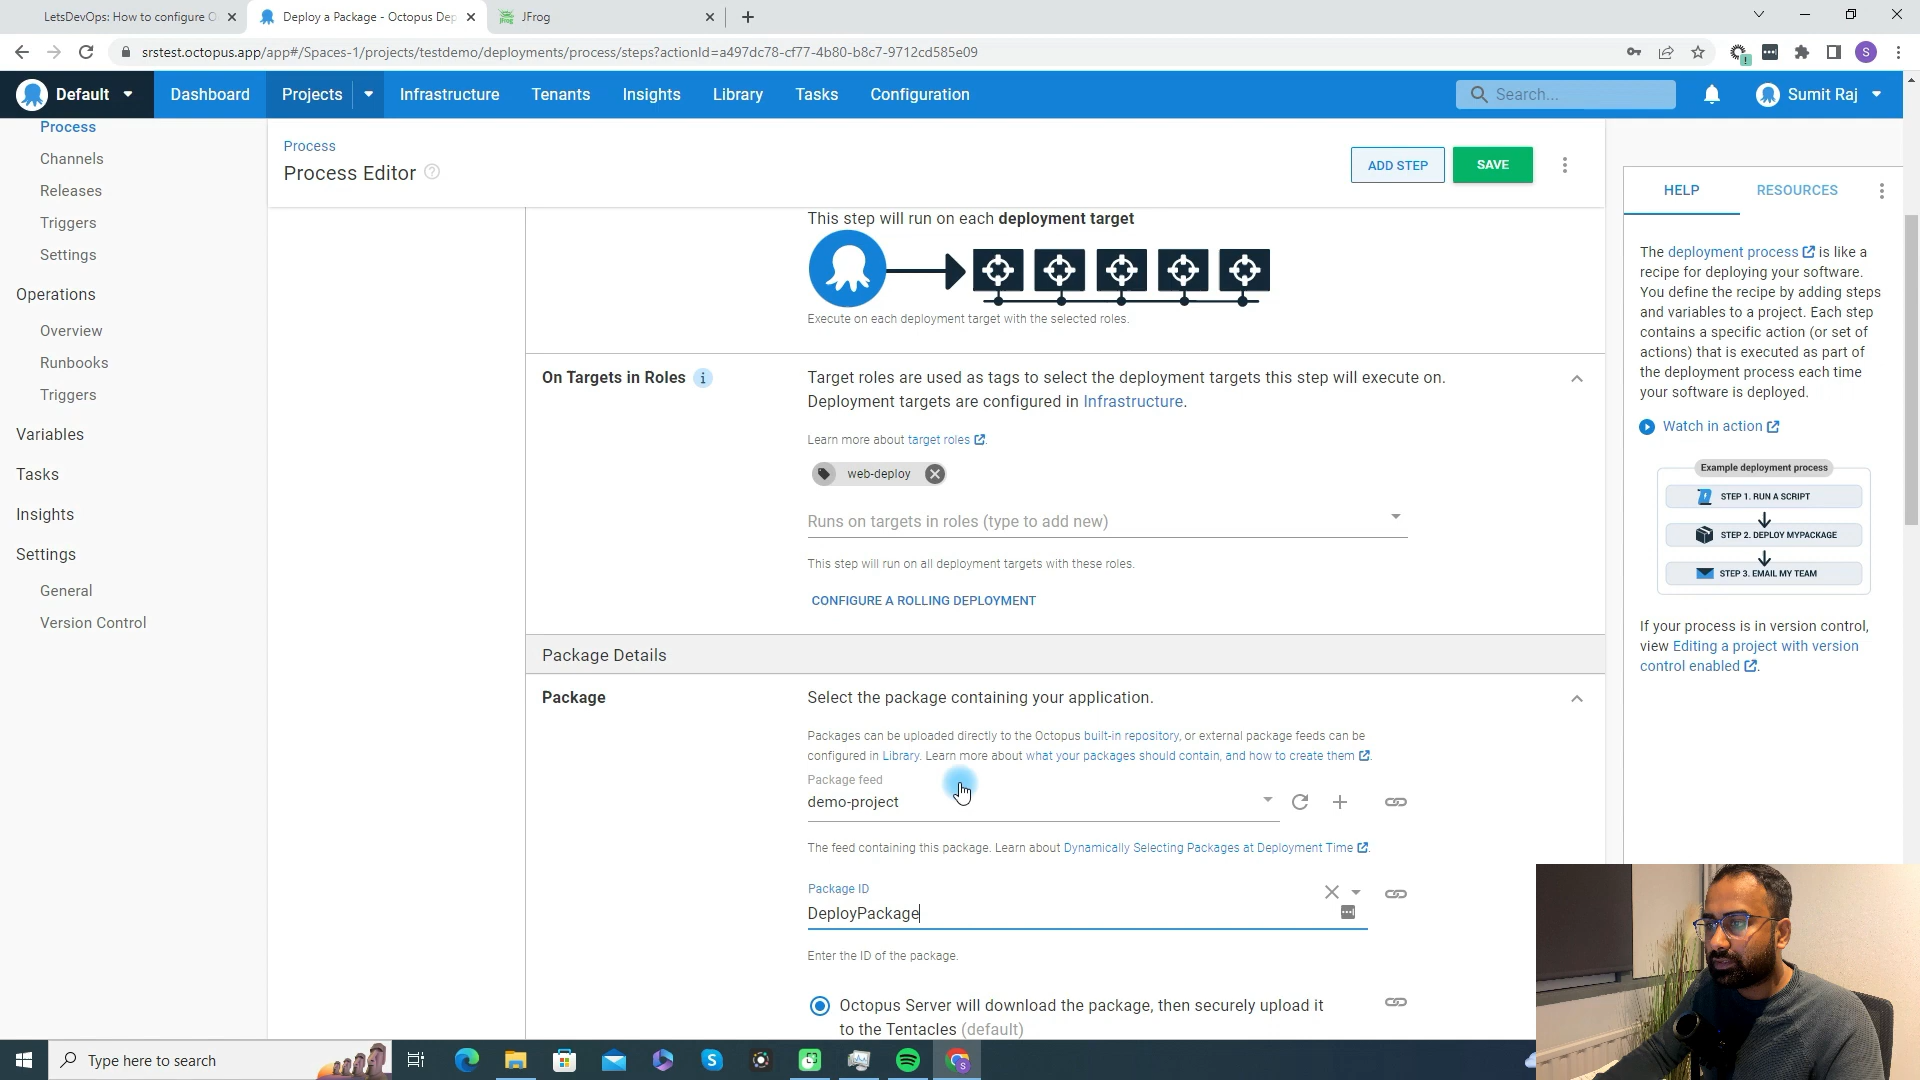 LetsDevOps: How to configure O
Deploy a Package - Octopus Dep
JFrog
srstest.octopus.app/app#/Spaces-1/projects/testdemo/deployments/process/steps?actionId=a497dc78-cf77-4b80-b8c7-9712cd585e09
S
Default
Dashboard
Projects
Infrastructure
Tenants
Insights
Library
Tasks
Configuration
Search...
Sumit Raj
Process
Channels
Releases
Triggers
Settings
Operations
Overview
Runbooks
Triggers
Variables
Tasks
Insights
Settings
General
Version Control
Process
Process Editor
ADD STEP
SAVE
This step will run on each deployment target
Execute on each deployment target with the selected roles.
On Targets in Roles
Target roles are used as tags to select the deployment targets this step will execute on.
Deployment targets are configured in Infrastructure.
Learn more about target roles.
web-deploy
Runs on targets in roles (type to add new)
This step will run on all deployment targets with these roles.
CONFIGURE A ROLLING DEPLOYMENT
Package Details
Package
Select the package containing your application.
Packages can be uploaded directly to the Octopus built-in repository, or external package feeds can be
configured in Library. Learn more about what your packages should contain, and how to create them.
Package feed
demo-project
The feed containing this package. Learn about Dynamically Selecting Packages at Deployment Time.
Package ID
DeployPackage
Enter the ID of the package.
Octopus Server will download the package, then securely upload it
to the Tentacles (default)
HELP
RESOURCES
The deployment process is like a
recipe for deploying your software.
You define the recipe by adding steps
and variables to a project. Each step
contains a specific action (or set of
actions) that is executed as part of
the deployment process each time
your software is deployed.
Watch in action
Example deployment process
STEP 1. RUN A SCRIPT
STEP 2. DEPLOY MYPACKAGE
STEP 3. EMAIL MY TEAM
If your process is in version control,
view Editing a project with version
control enabled.
Type here to search